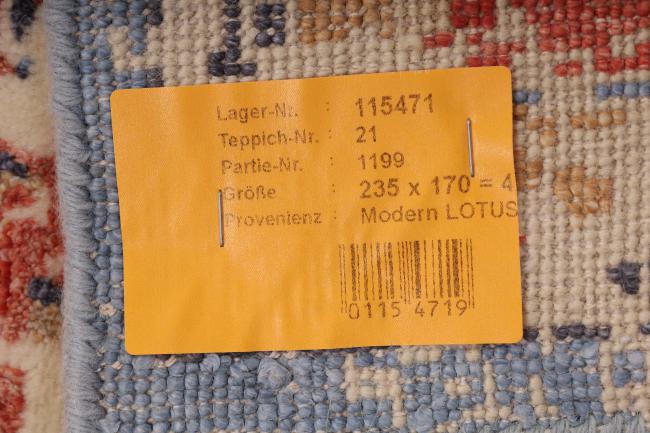 Lager-Nr. : 115471
Teppich-Nr. : 21
Partie-Nr. : 1199
Größe : 235 x 170 = 4
Provenienz : Modern LOTUS
0115 4719